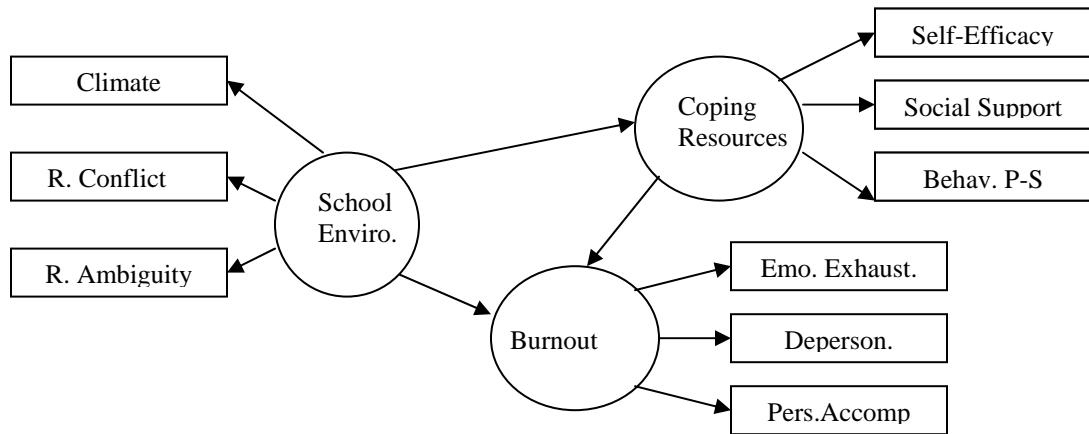 Climate
R. Conflict
R. Ambiguity
School
Enviro.
Coping
Resources
Self-Efficacy
Social Support
Behav. P-S
Burnout
Emo. Exhaust.
Deperson.
Pers.Accomp